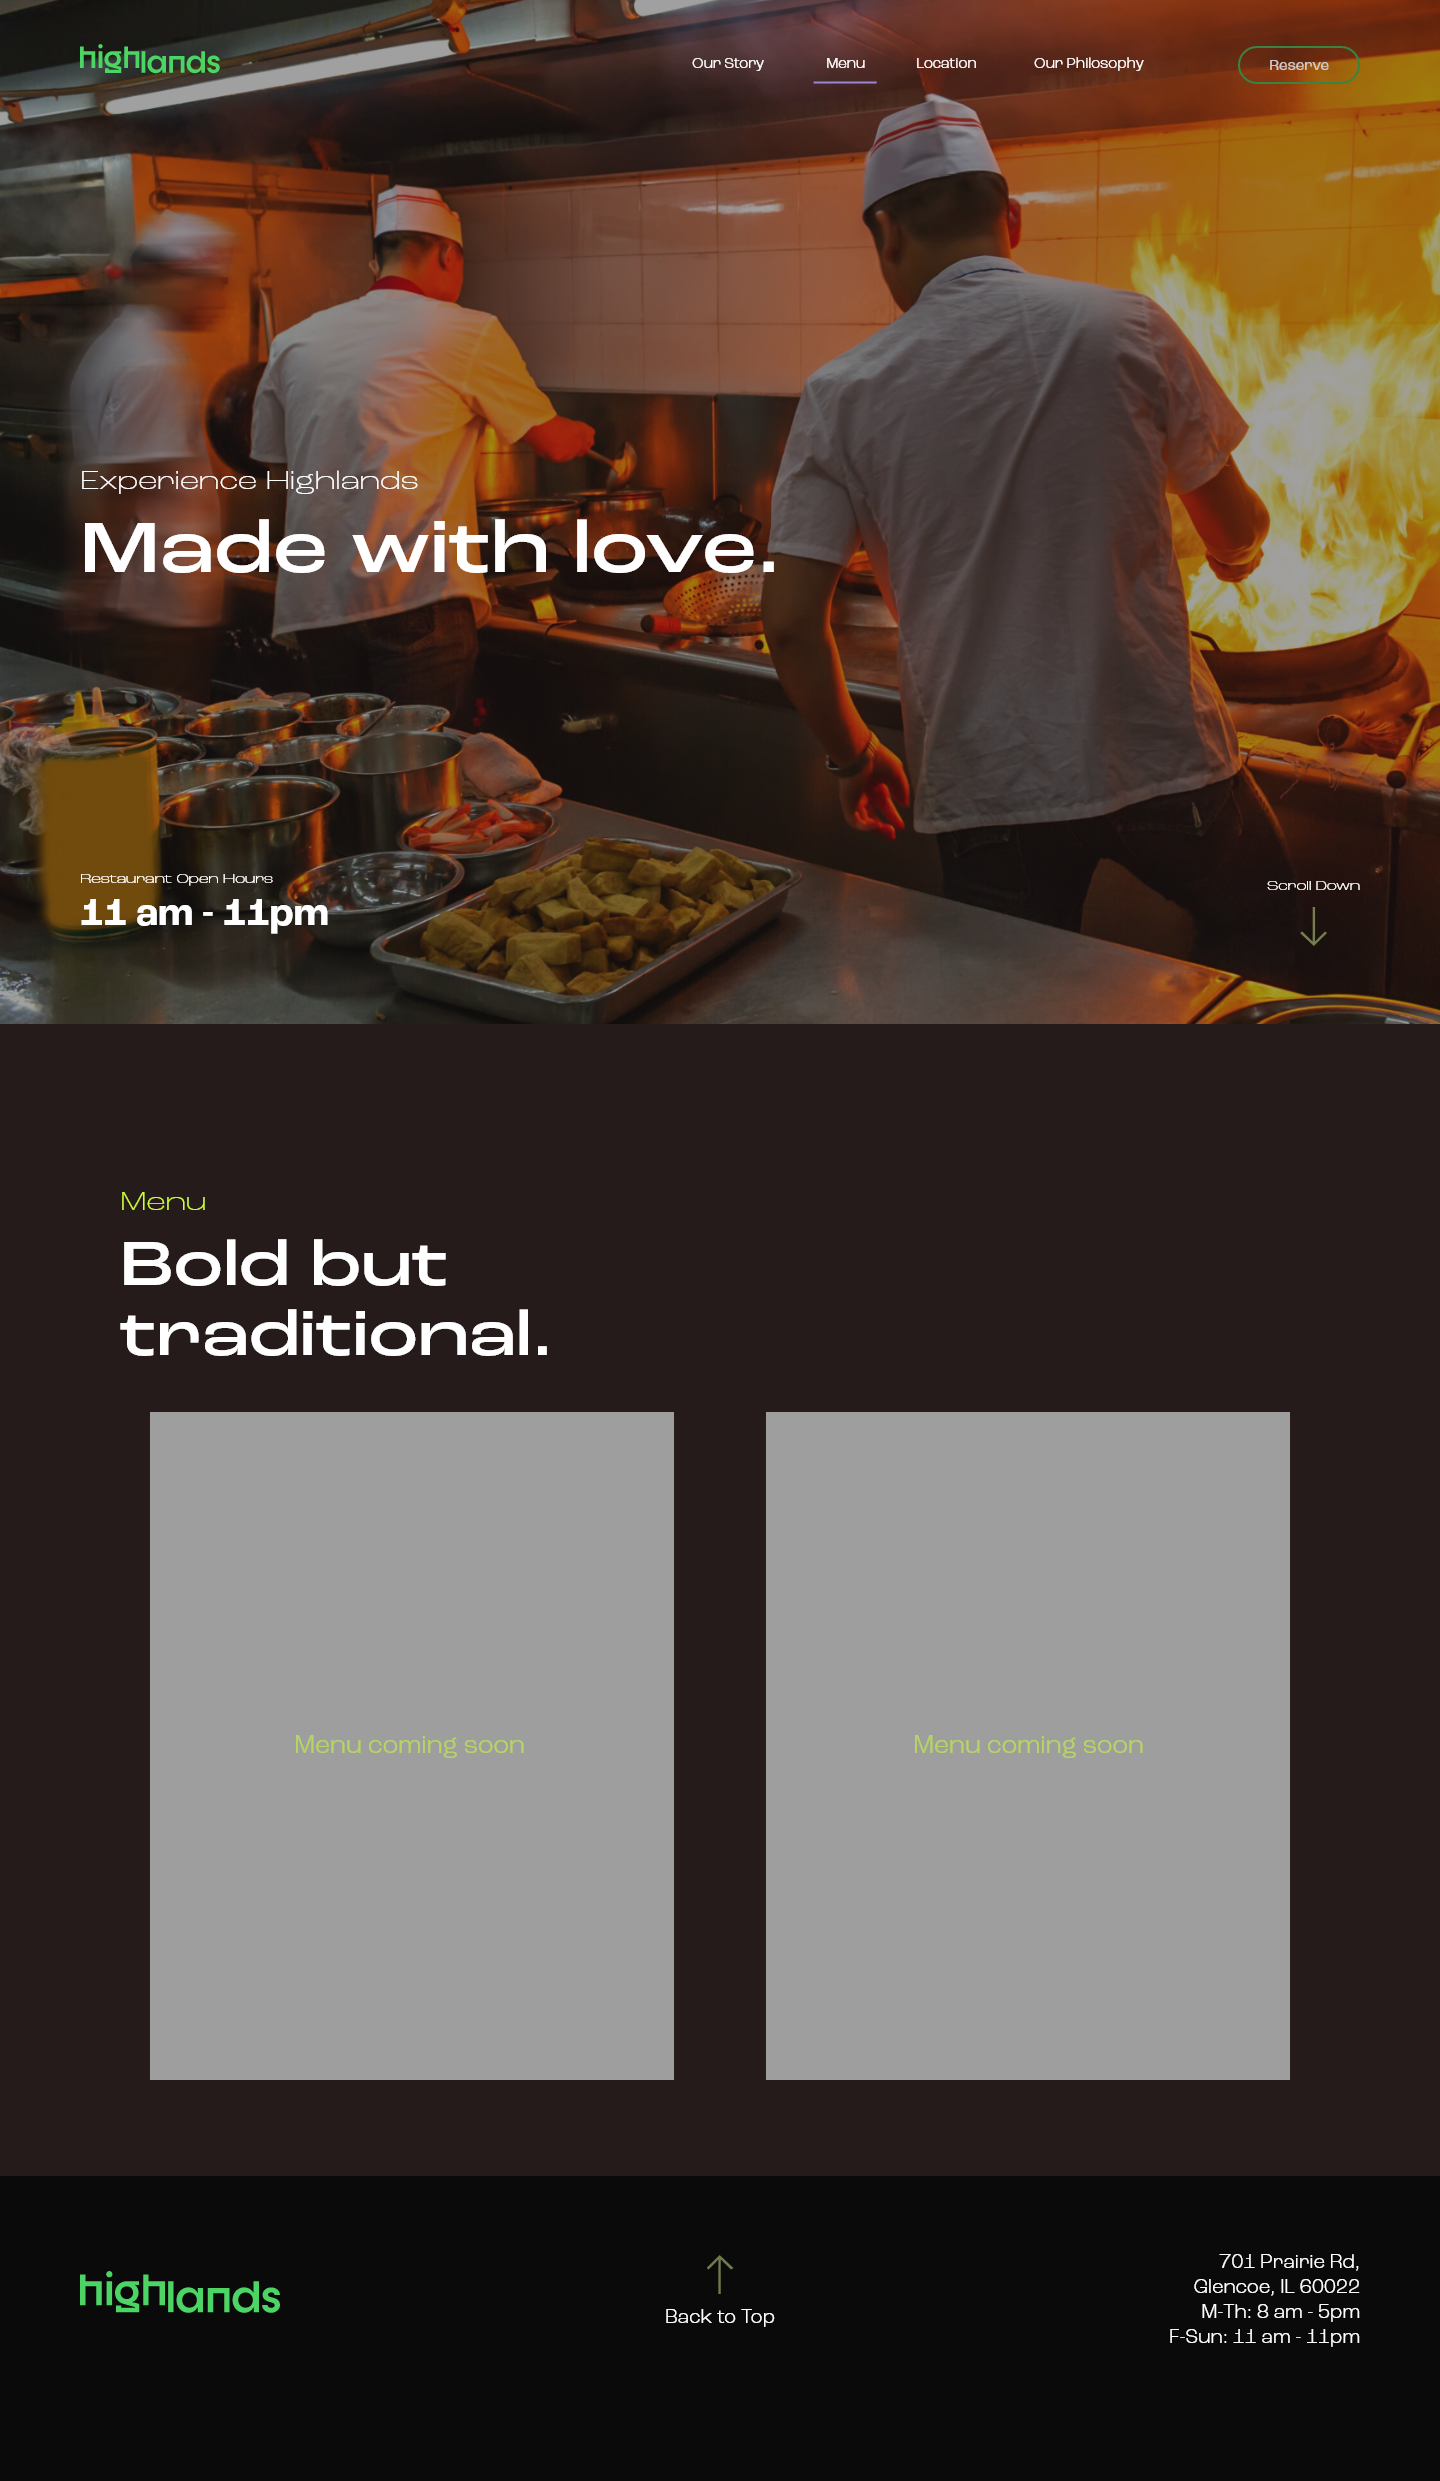 highlands
Our Story
Menu
Location
Our Philosophy
Reserve
Experience Highlands
Made with love.
Restaurant Open Hours
11 am - 11pm
Scroll Down
Menu
Bold but
traditional.
Menu coming soon
Menu coming soon
highlands
Back to Top
701 Prairie Rd,
Glencoe, IL 60022
M-Th: 8 am - 5pm
F-Sun: 11 am - 11pm